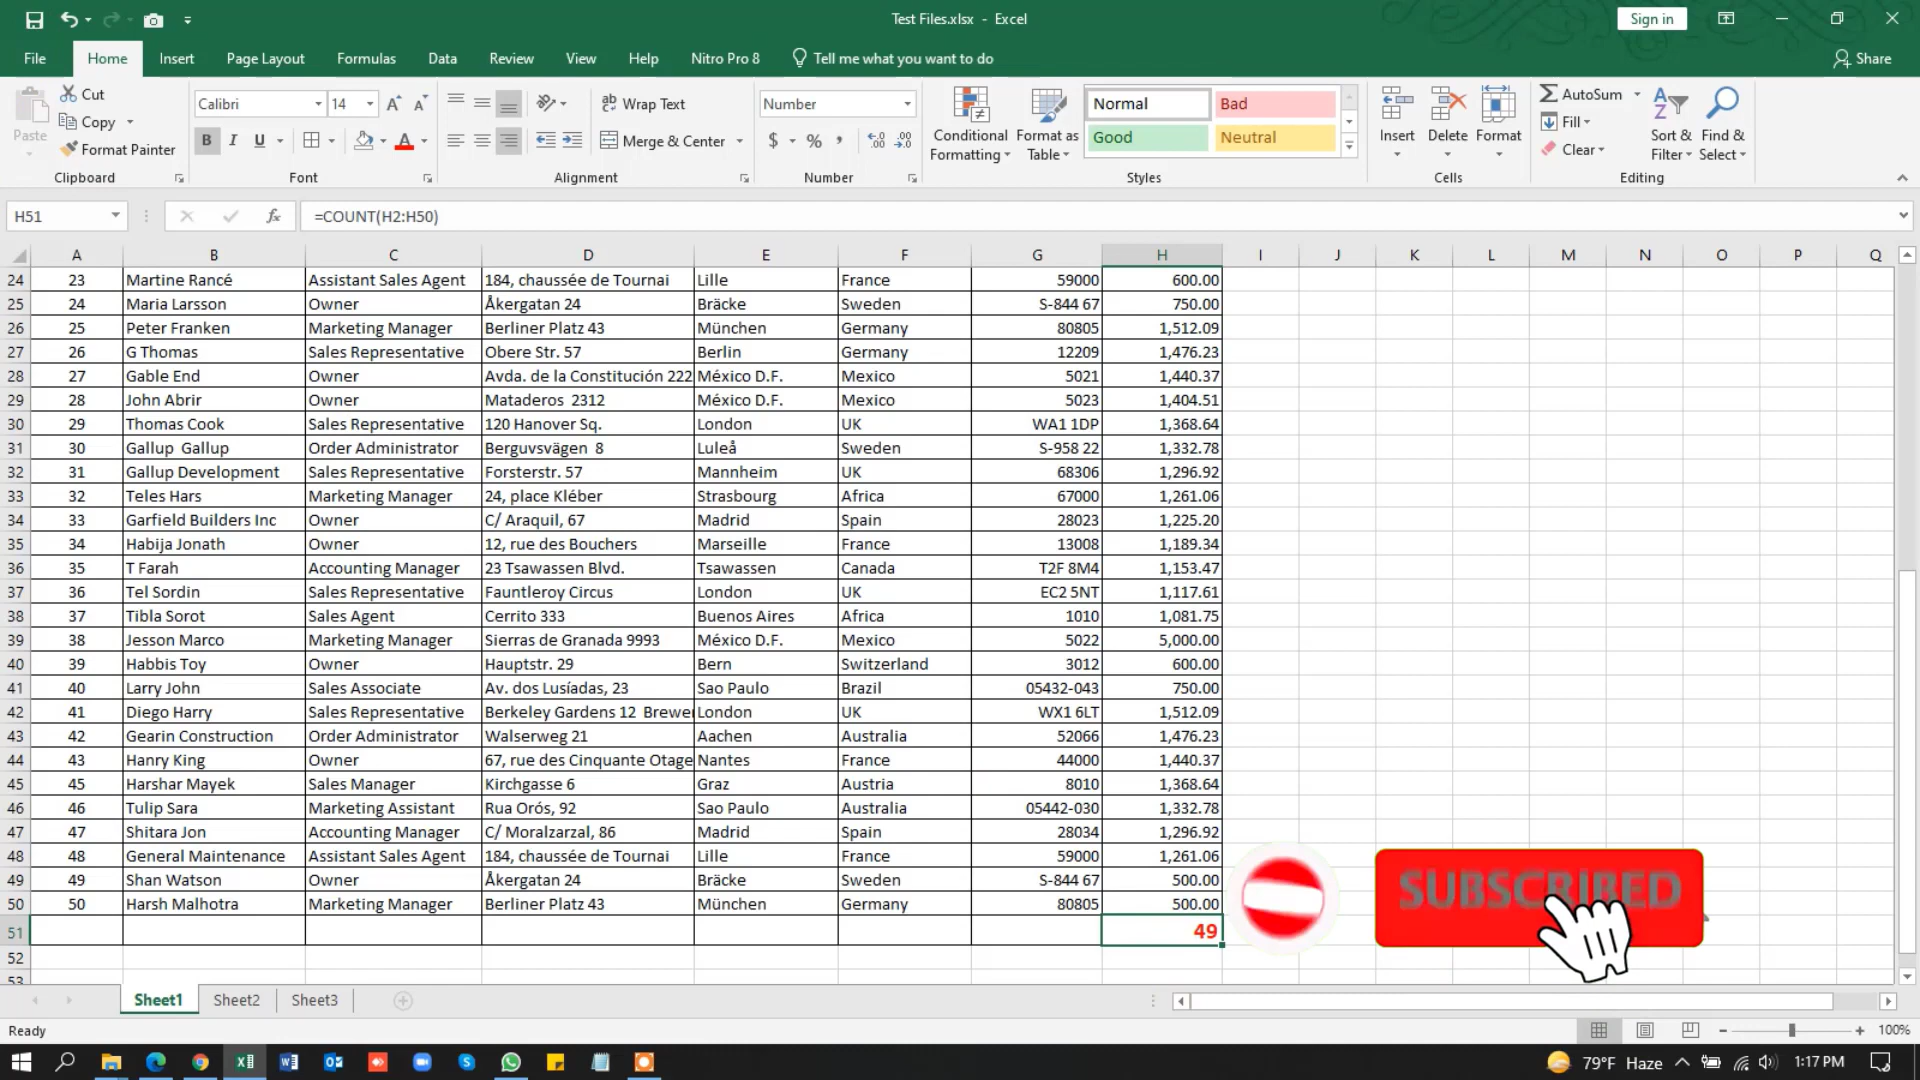 Test Files.xlsx - Excel
Sign in
File Home Insert Page Layout Formulas Data Review View Help Nitro Pro 8 Tell me what you want to do Share
Paste Cut Copy Format Painter Clipboard
Calibri 14 B I U Font
Wrap Text Merge & Center Alignment
Number $ % , Number
Conditional Formatting Format as Table Normal Bad Good Neutral Styles
Insert Delete Format Cells
AutoSum Fill Clear Sort & Filter Find & Select Editing
H51 fx =COUNT(H2:H50)
A B C D E F G H I J K L M N O P Q
24 23 Martine Rancé Assistant Sales Agent 184, chaussée de Tournai Lille France 59000 600.00
25 24 Maria Larsson Owner Åkergatan 24 Bräcke Sweden S-844 67 750.00
26 25 Peter Franken Marketing Manager Berliner Platz 43 München Germany 80805 1,512.09
27 26 G Thomas Sales Representative Obere Str. 57 Berlin Germany 12209 1,476.23
28 27 Gable End Owner Avda. de la Constitución 222 México D.F. Mexico 5021 1,440.37
29 28 John Abrir Owner Mataderos 2312 México D.F. Mexico 5023 1,404.51
30 29 Thomas Cook Sales Representative 120 Hanover Sq. London UK WA1 1DP 1,368.64
31 30 Gallup Gallup Order Administrator Berguvsvägen 8 Luleå Sweden S-958 22 1,332.78
32 31 Gallup Development Sales Representative Forsterstr. 57 Mannheim UK 68306 1,296.92
33 32 Teles Hars Marketing Manager 24, place Kléber Strasbourg Africa 67000 1,261.06
34 33 Garfield Builders Inc Owner C/ Araquil, 67 Madrid Spain 28023 1,225.20
35 34 Habija Jonath Owner 12, rue des Bouchers Marseille France 13008 1,189.34
36 35 T Farah Accounting Manager 23 Tsawassen Blvd. Tsawassen Canada T2F 8M4 1,153.47
37 36 Tel Sordin Sales Representative Fauntleroy Circus London UK EC2 5NT 1,117.61
38 37 Tibla Sorot Sales Agent Cerrito 333 Buenos Aires Africa 1010 1,081.75
39 38 Jesson Marco Marketing Manager Sierras de Granada 9993 México D.F. Mexico 5022 5,000.00
40 39 Habbis Toy Owner Hauptstr. 29 Bern Switzerland 3012 600.00
41 40 Larry John Sales Associate Av. dos Lusíadas, 23 Sao Paulo Brazil 05432-043 750.00
42 41 Diego Harry Sales Representative Berkeley Gardens 12 Brewer London UK WX1 6LT 1,512.09
43 42 Gearin Construction Order Administrator Walserweg 21 Aachen Australia 52066 1,476.23
44 43 Hanry King Owner 67, rue des Cinquante Otage Nantes France 44000 1,440.37
45 45 Harshar Mayek Sales Manager Kirchgasse 6 Graz Austria 8010 1,368.64
46 46 Tulip Sara Marketing Assistant Rua Orós, 92 Sao Paulo Australia 05442-030 1,332.78
47 47 Shitara Jon Accounting Manager C/ Moralzarzal, 86 Madrid Spain 28034 1,296.92
48 48 General Maintenance Assistant Sales Agent 184, chaussée de Tournai Lille France 59000 1,261.06
49 49 Shan Watson Owner Åkergatan 24 Bräcke Sweden S-844 67 500.00
50 50 Harsh Malhotra Marketing Manager Berliner Platz 43 München Germany 80805 500.00
51 49
52
53
SUBSCRIBED
Sheet1 Sheet2 Sheet3
Ready 100%
79°F Haze 1:17 PM